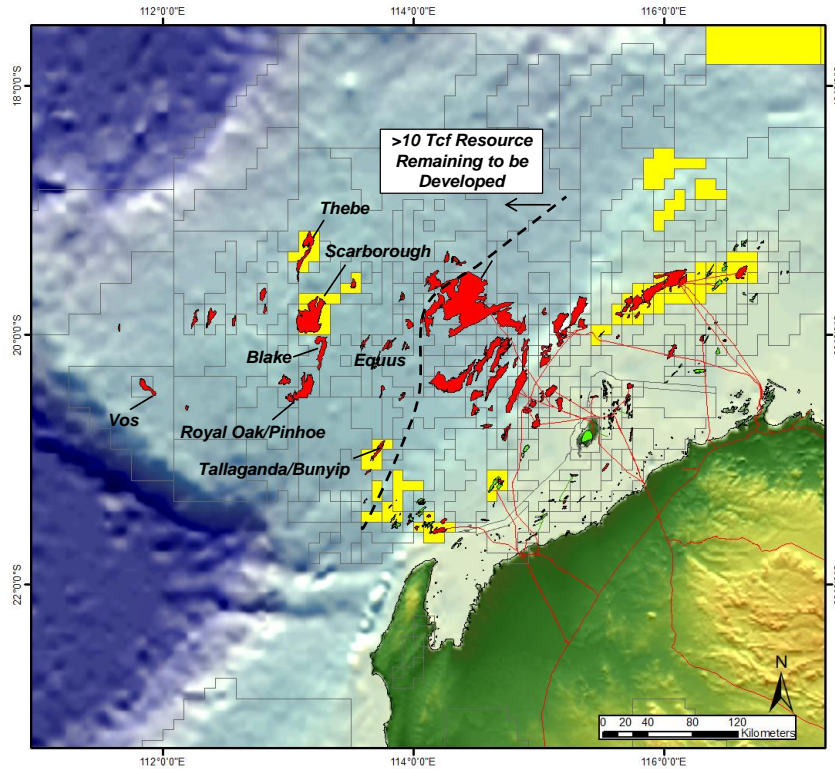 112°0'0"E
114°0'0"E
116°0'0"E
18°0'0"S
>10 Tcf Resource
Remaining to be
Developed
Thebe
Scarborough
20°0'0"S
Blake
Equus
Vos
Royal Oak/Pinhoe
Tallaganda/Bunyip
22°0'0"S
N
0 20 40 80 120
Kilometers
112°0'0"E
114°0'0"E
116°0'0"E